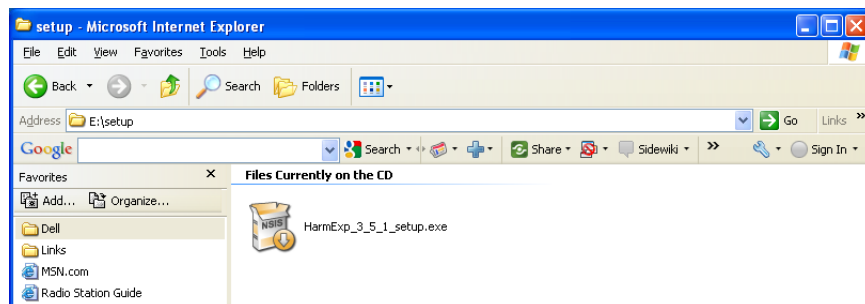 setup - Microsoft Internet Explorer
File Edit View Favorites Tools Help
Back Search Folders
Address E:\setup Go Links »
Google Search Share Sidewiki » Sign In
Favorites × Files Currently on the CD
Add... Organize...
NSIS HarmExp_3_5_1_setup.exe
Dell
Links
MSN.com
Radio Station Guide